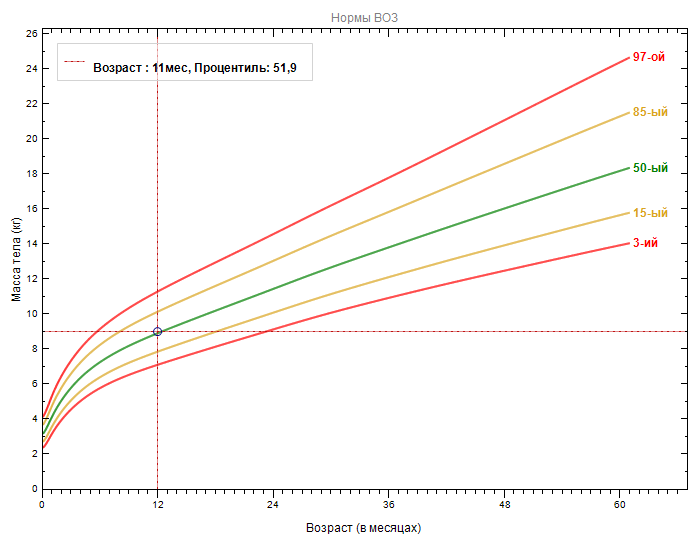 Нормы ВОЗ
26
24
22
20
18
16
14
12
10
8
6
4
2
0
Масса тела (кг)
Возраст : 11мес, Процентиль: 51,9
97-ой
85-ый
50-ый
15-ый
3-ий
0 12 24 36 48 60
Возраст (в месяцах)